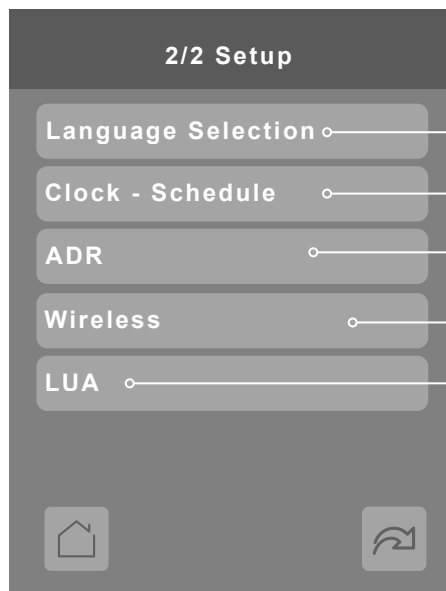 2/2 Setup
Language Selection
Clock - Schedule
ADR
Wireless
LUA